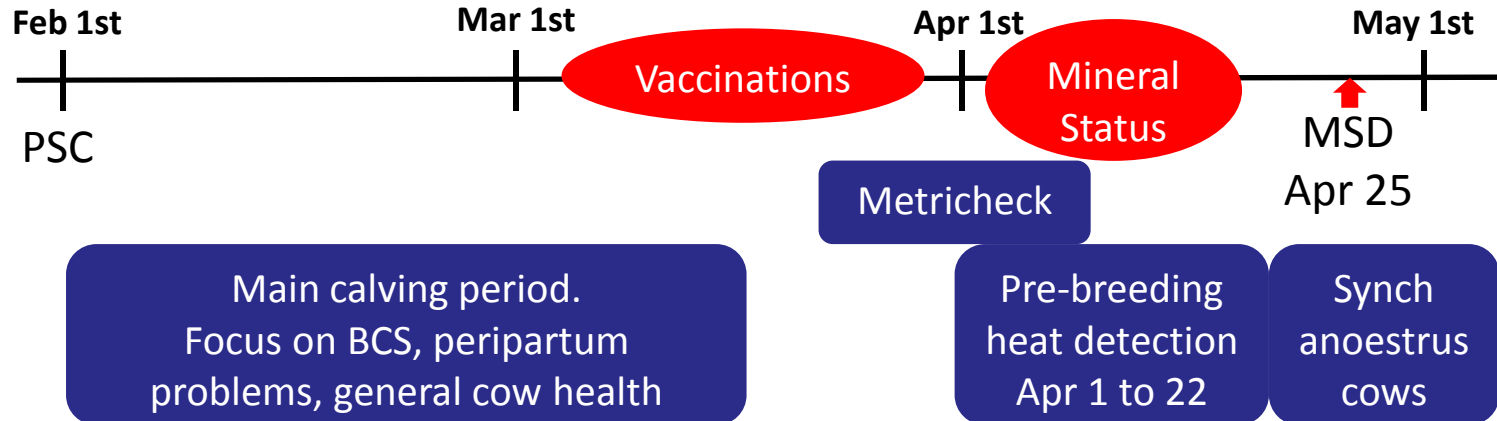 Feb 1st
Mar 1st
Apr 1st
May 1st
Vaccinations
Mineral
Status
PSC
MSD
Apr 25
Metricheck
Main calving period.
Focus on BCS, peripartum
problems, general cow health
Pre-breeding
heat detection
Apr 1 to 22
Synch
anoestrus
cows